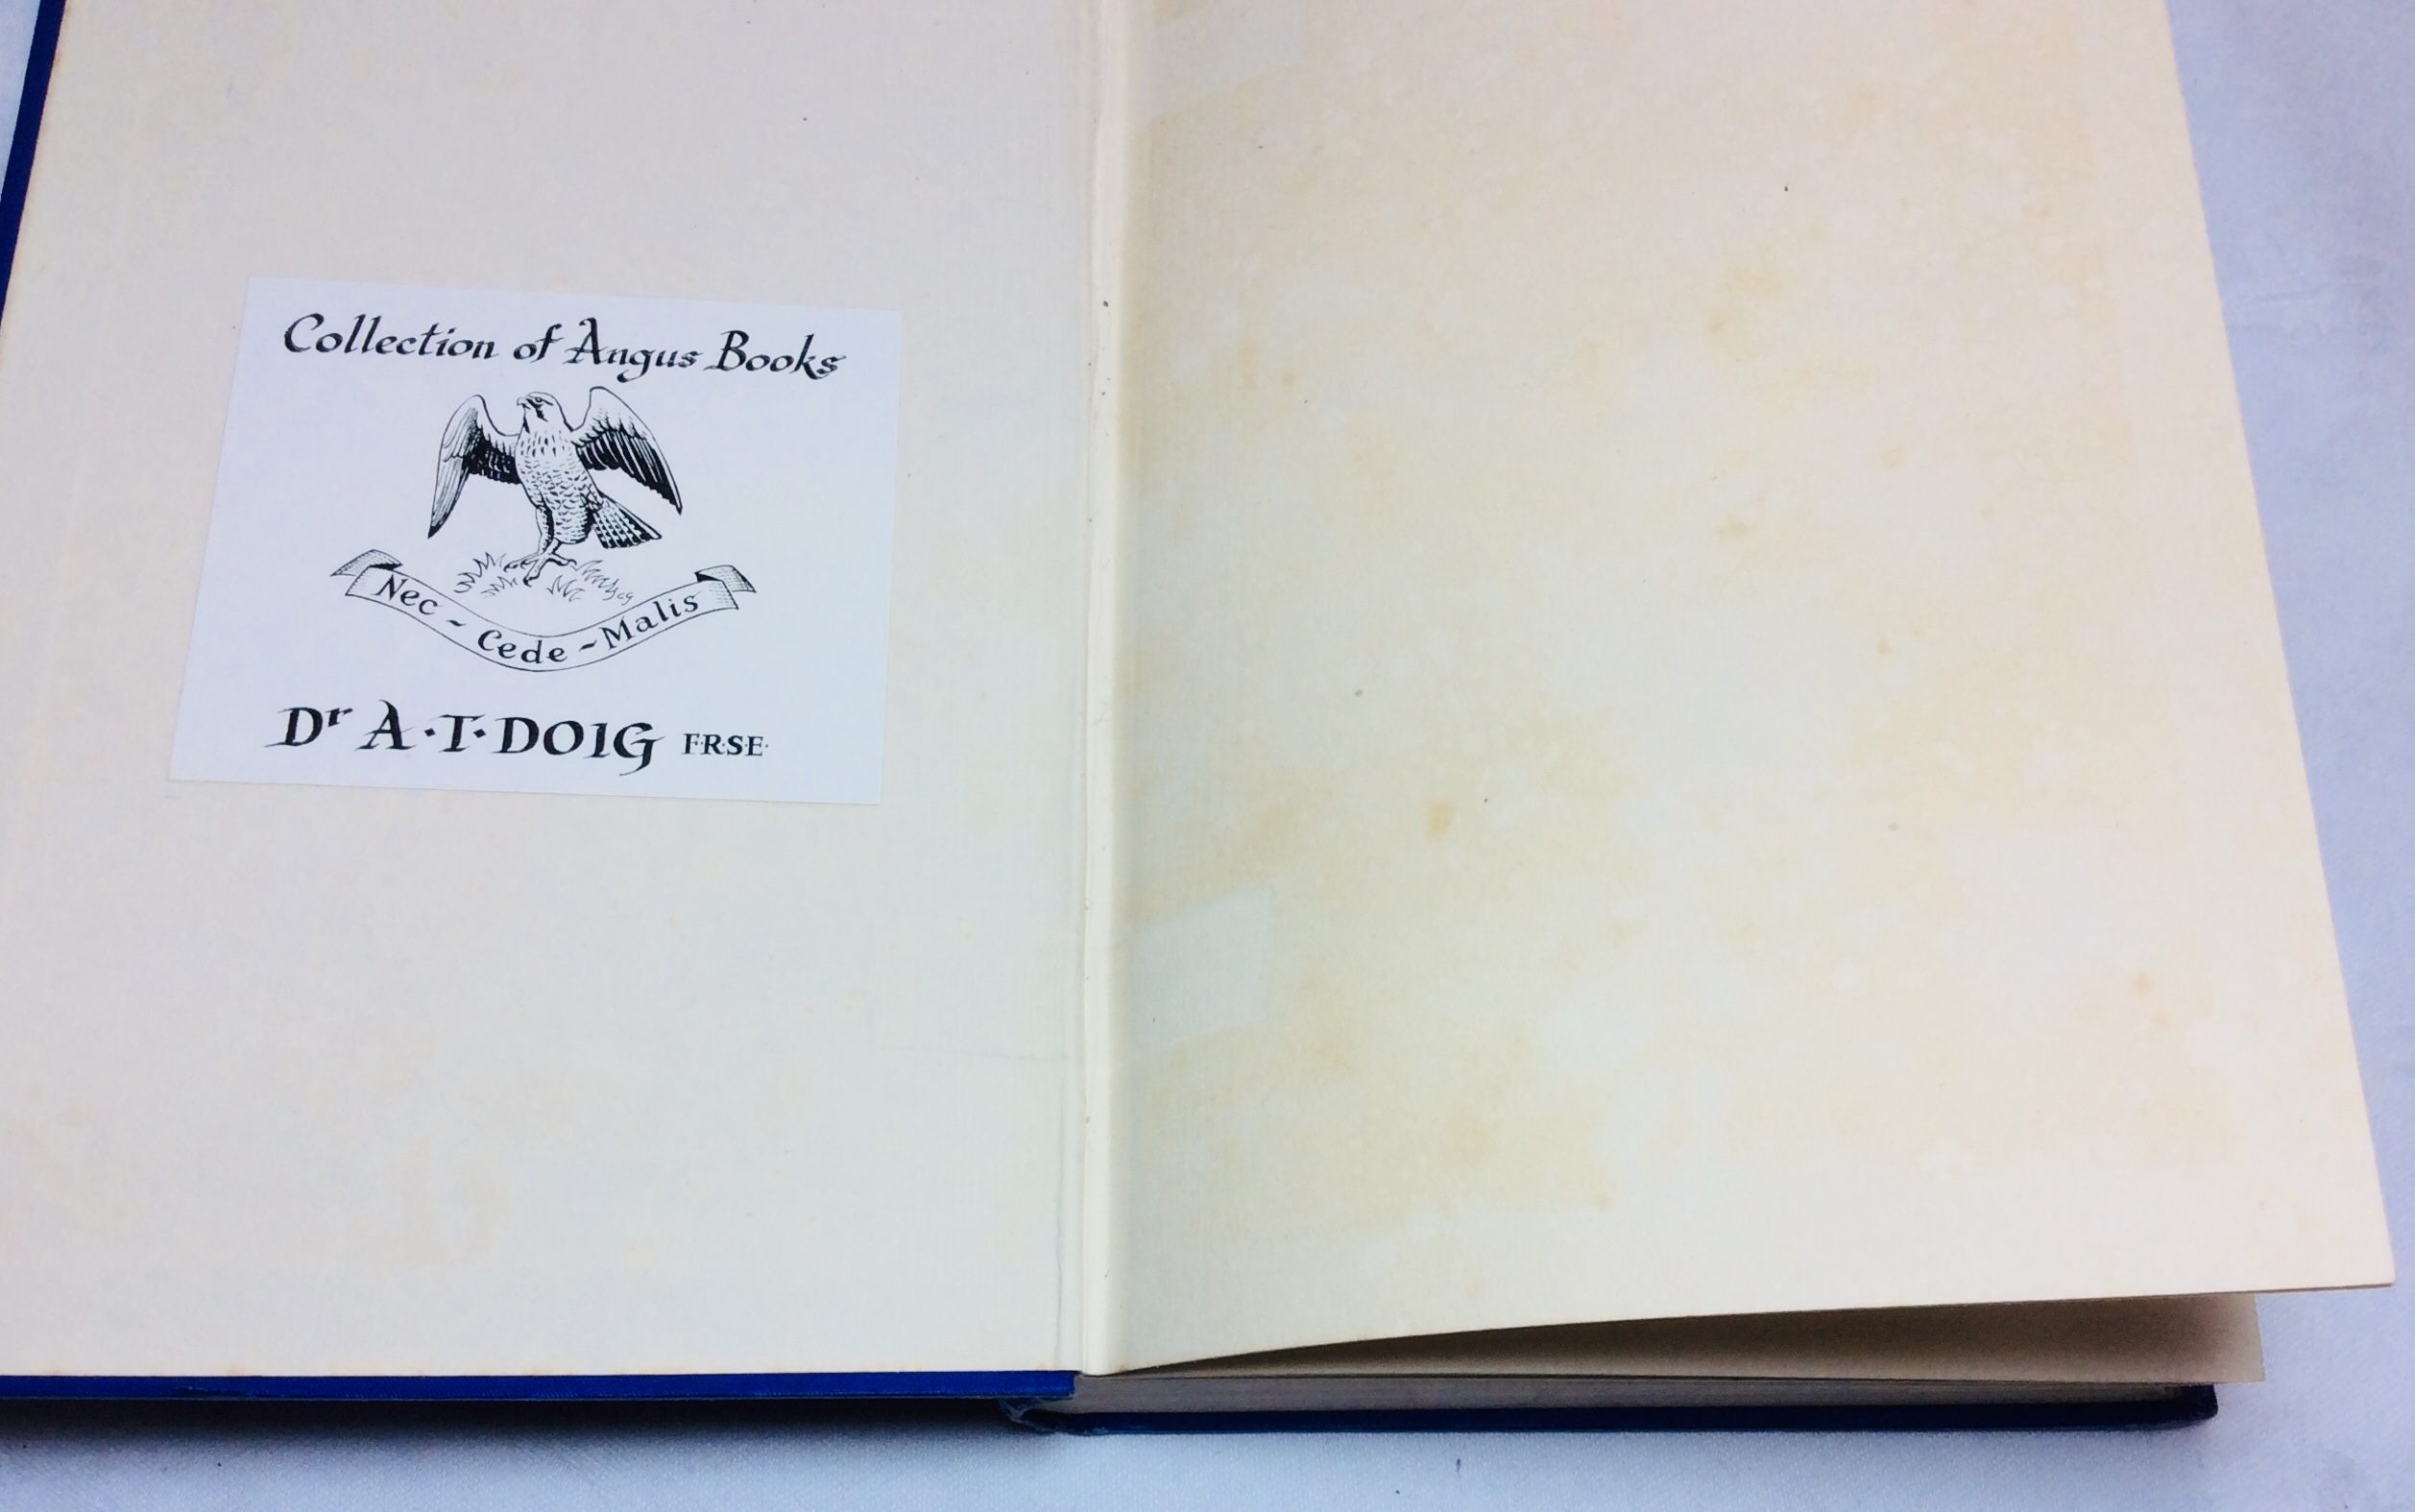 Collection of Angus Books
Nec ~ Cede ~ Malis
Dr A·T·DOIG F·R·S·E·